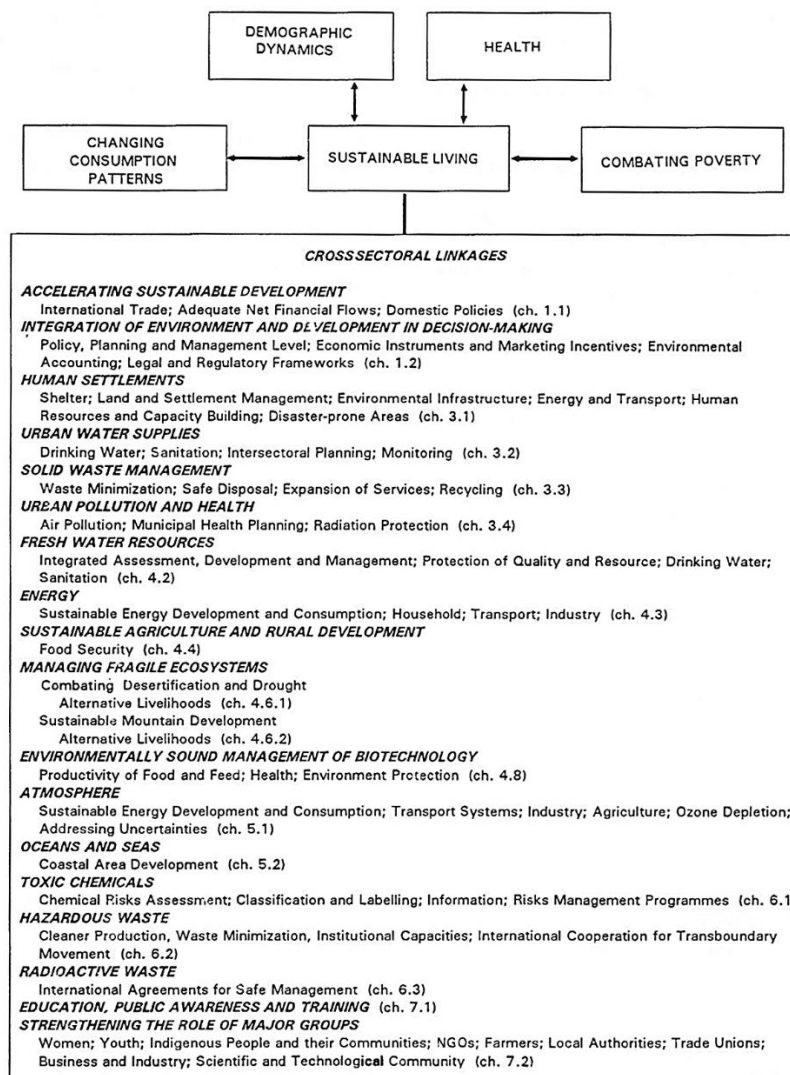 DEMOGRAPHIC
DYNAMICS
HEALTH
CHANGING
CONSUMPTION
PATTERNS
SUSTAINABLE LIVING
COMBATING POVERTY
CROSSSECTORAL LINKAGES
ACCELERATING SUSTAINABLE DEVELOPMENT
International Trade; Adequate Net Financial Flows; Domestic Policies (ch. 1.1)
INTEGRATION OF ENVIRONMENT AND DEVELOPMENT IN DECISION-MAKING
Policy, Planning and Management Level; Economic Instruments and Marketing Incentives; Environmental
Accounting; Legal and Regulatory Frameworks (ch. 1.2)
HUMAN SETTLEMENTS
Shelter; Land and Settlement Management; Environmental Infrastructure; Energy and Transport; Human
Resources and Capacity Building; Disaster-prone Areas (ch. 3.1)
URBAN WATER SUPPLIES
Drinking Water; Sanitation; Intersectoral Planning; Monitoring (ch. 3.2)
SOLID WASTE MANAGEMENT
Waste Minimization; Safe Disposal; Expansion of Services; Recycling (ch. 3.3)
URBAN POLLUTION AND HEALTH
Air Pollution; Municipal Health Planning; Radiation Protection (ch. 3.4)
FRESH WATER RESOURCES
Integrated Assessment, Development and Management; Protection of Quality and Resource; Drinking Water;
Sanitation (ch. 4.2)
ENERGY
Sustainable Energy Development and Consumption; Household; Transport; Industry (ch. 4.3)
SUSTAINABLE AGRICULTURE AND RURAL DEVELOPMENT
Food Security (ch. 4.4)
MANAGING FRAGILE ECOSYSTEMS
Combating Desertification and Drought
Alternative Livelihoods (ch. 4.6.1)
Sustainable Mountain Development
Alternative Livelihoods (ch. 4.6.2)
ENVIRONMENTALLY SOUND MANAGEMENT OF BIOTECHNOLOGY
Productivity of Food and Feed; Health; Environment Protection (ch. 4.8)
ATMOSPHERE
Sustainable Energy Development and Consumption; Transport Systems; Industry; Agriculture; Ozone Depletion;
Addressing Uncertainties (ch. 5.1)
OCEANS AND SEAS
Coastal Area Development (ch. 5.2)
TOXIC CHEMICALS
Chemical Risks Assessment; Classification and Labelling; Information; Risks Management Programmes (ch. 6.1
HAZARDOUS WASTE
Cleaner Production, Waste Minimization, Institutional Capacities; International Cooperation for Transboundary
Movement (ch. 6.2)
RADIOACTIVE WASTE
International Agreements for Safe Management (ch. 6.3)
EDUCATION, PUBLIC AWARENESS AND TRAINING (ch. 7.1)
STRENGTHENING THE ROLE OF MAJOR GROUPS
Women; Youth; Indigenous People and their Communities; NGOs; Farmers; Local Authorities; Trade Unions;
Business and Industry; Scientific and Technological Community (ch. 7.2)